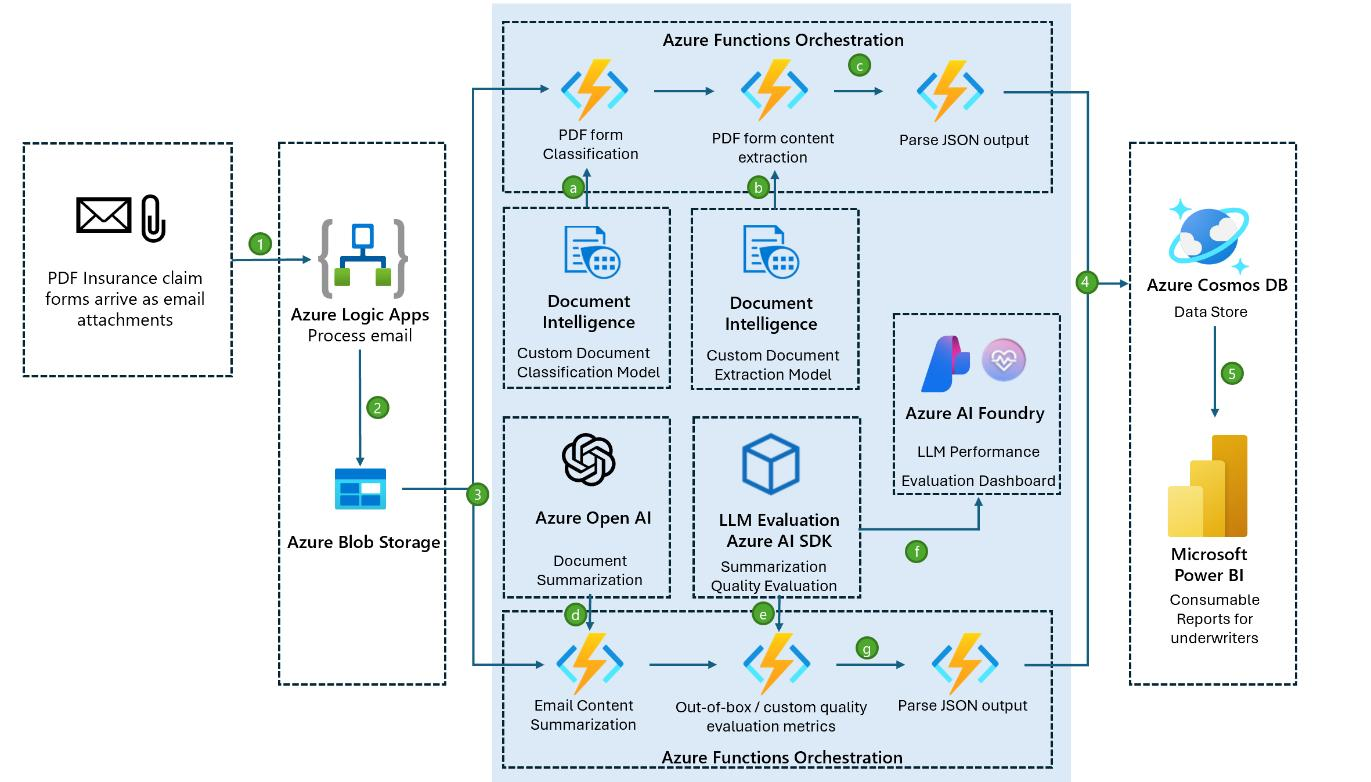 PDF Insurance claim
forms arrive as email
attachments
1
Azure Logic Apps
Process email
2
Azure Blob Storage
3
Azure Functions Orchestration
PDF form
Classification
PDF form content
extraction
c
Parse JSON output
a
b
Document
Intelligence
Custom Document
Classification Model
Document
Intelligence
Custom Document
Extraction Model
Azure AI Foundry
LLM Performance
Evaluation Dashboard
Azure Open AI
Document
Summarization
LLM Evaluation
Azure AI SDK
Summarization
Quality Evaluation
f
d
e
g
Email Content
Summarization
Out-of-box / custom quality
evaluation metrics
Parse JSON output
Azure Functions Orchestration
4
Azure Cosmos DB
Data Store
5
Microsoft
Power BI
Consumable
Reports for
underwriters